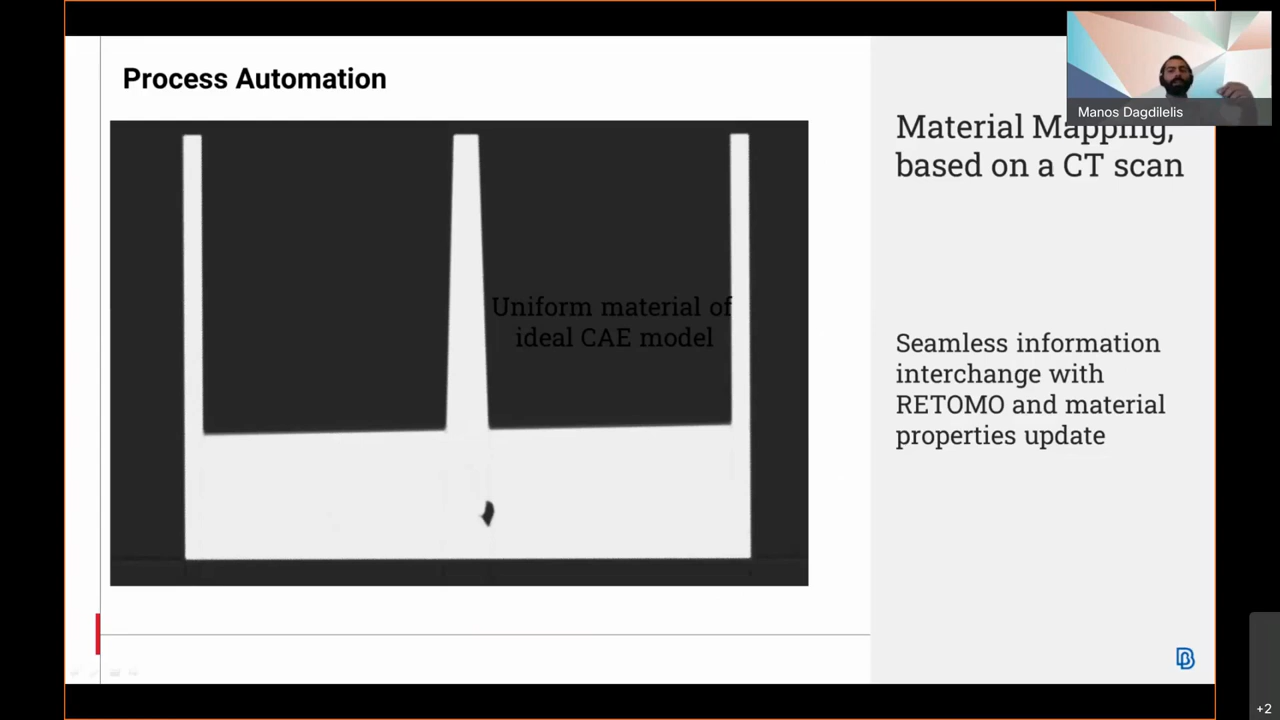 Process Automation
Manos Dagdilelis
Material Mapping,
based on a CT scan
Uniform material of
ideal CAE model
Seamless information
interchange with
RETOMO and material
properties update
+2